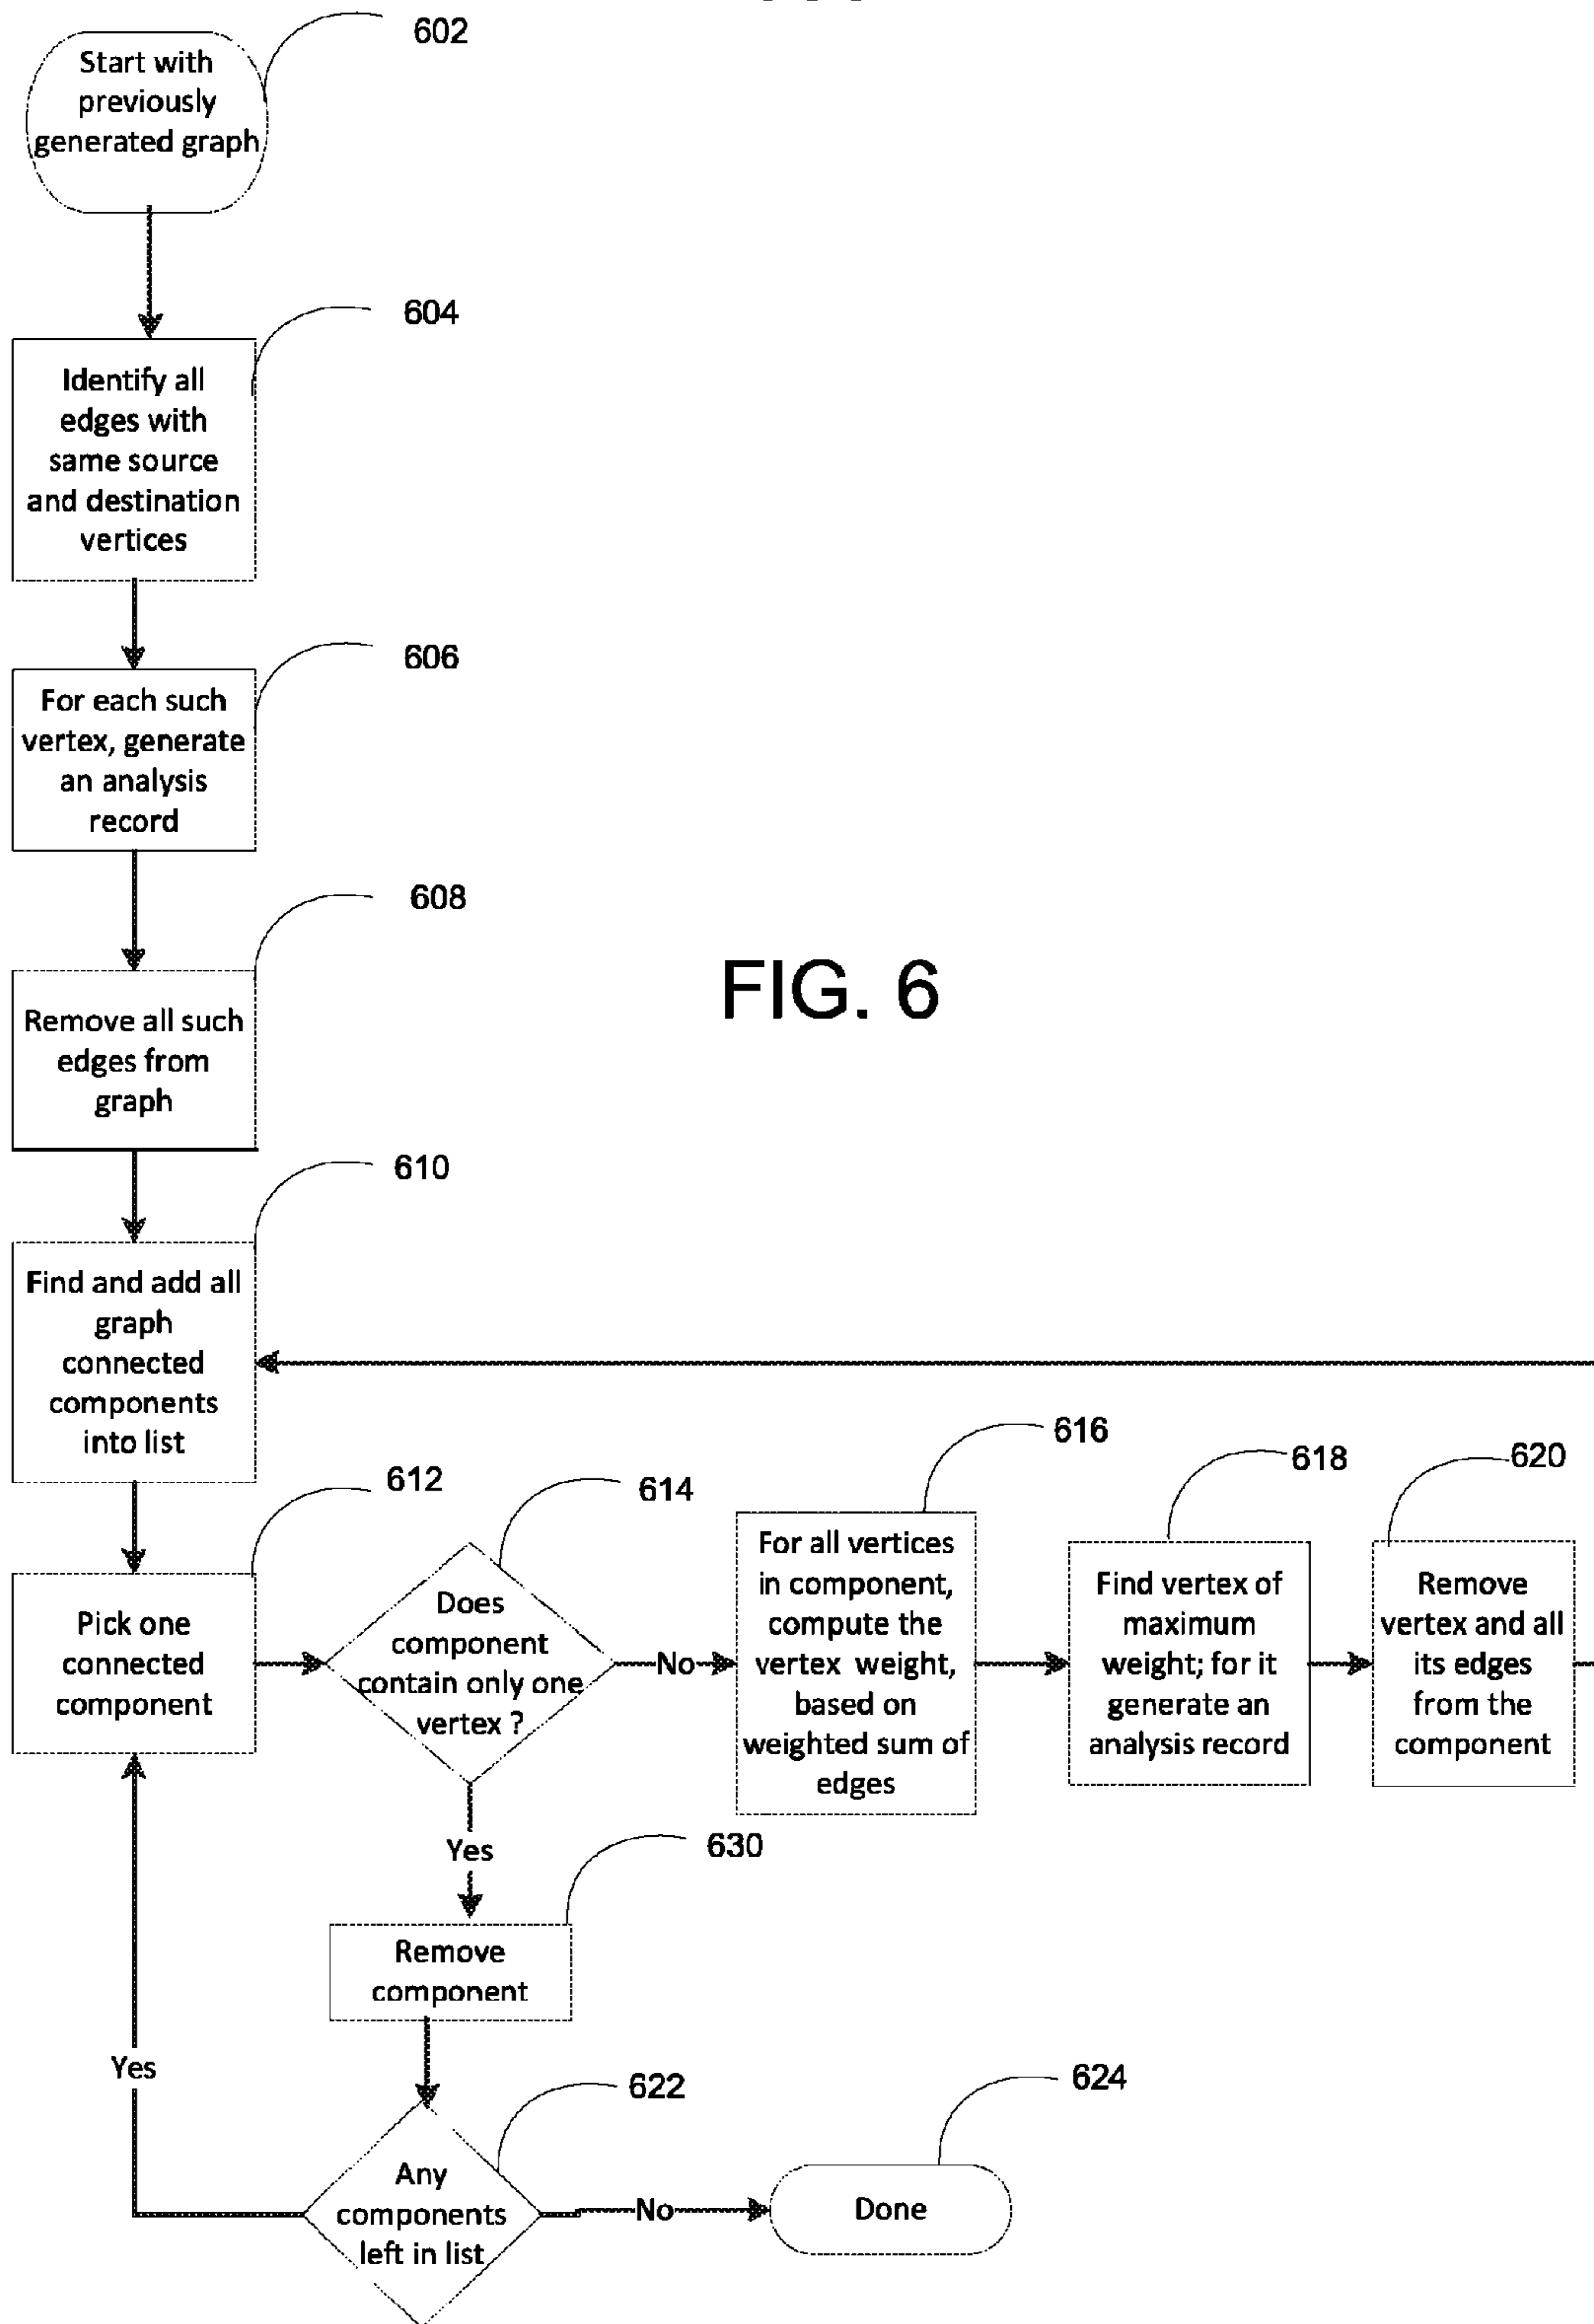 602
Start with
previously
generated graph
604
Identify all
edges with
same source
and destination
vertices
606
For each such
vertex, generate
an analysis
record
608
Remove all such
edges from
graph
FIG. 6
610
Find and add all
graph
connected
components
into list
612
Pick one
connected
component
614
Does
component
contain only one
vertex ?
No
616
For all vertices
in component,
compute the
vertex weight,
based on
weighted sum of
edges
618
Find vertex of
maximum
weight; for it
generate an
analysis record
620
Remove
vertex and all
its edges
from the
component
Yes
630
Remove
component
Yes
622
Any
components
left in list
No
624
Done